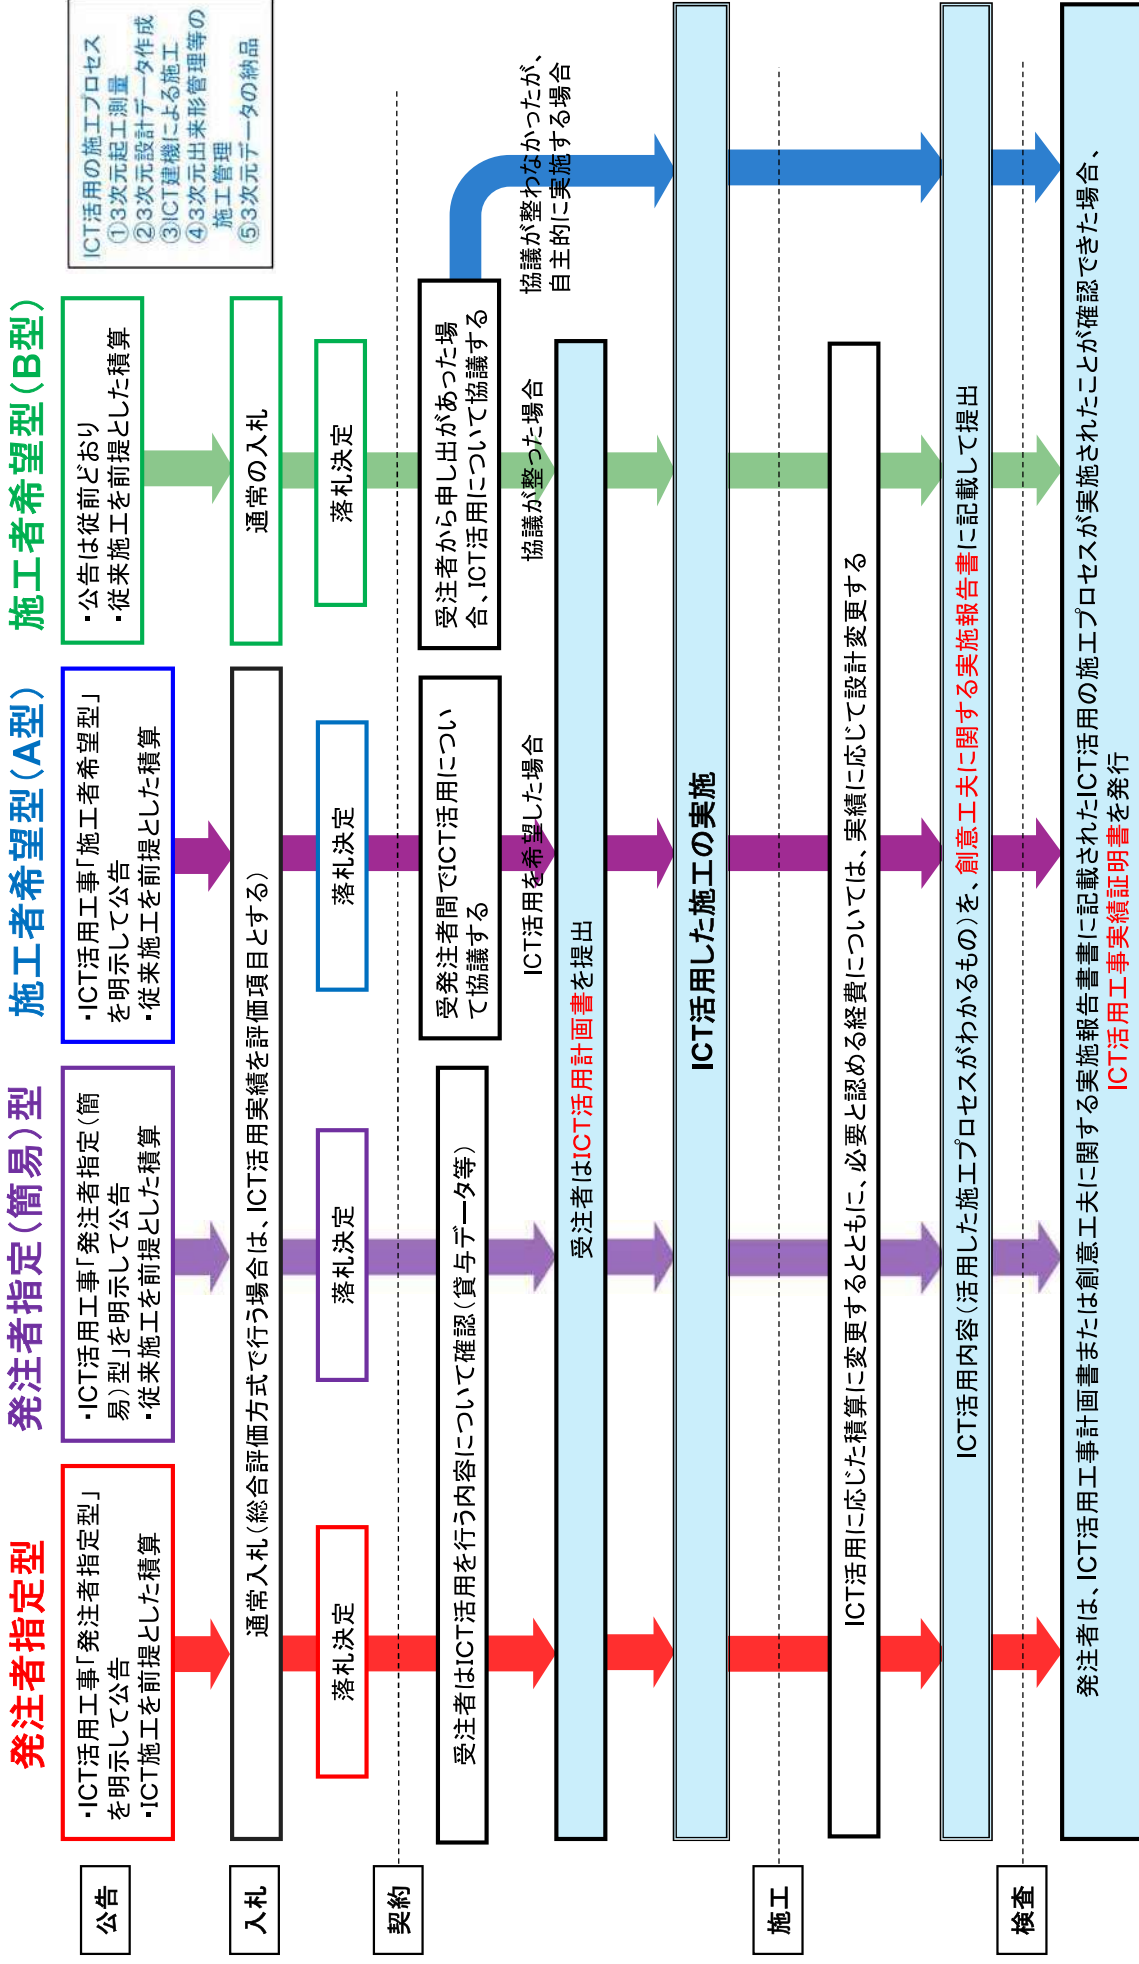 発注者指定型
発注者指定(簡易)型
施工者希望型(A型)
施工者希望型(B型)
ICT活用の施工プロセス
①3次元起工測量
②3次元設計データ作成
③ICT建機による施工
④3次元出来形管理等の
施工管理
⑤3次元データの納品
公告
・ICT活用工事「発注者指定型」
を明示して公告
・ICT施工を前提とした積算
・ICT活用工事「発注者指定(簡
易)型」を明示して公告
・従来施工を前提とした積算
・ICT活用工事「施工者希望型」
を明示して公告
・従来施工を前提とした積算
・公告は従前どおり
・従来施工を前提とした積算
入札
通常入札(総合評価方式で行う場合は、ICT活用実績を評価項目とする)
通常の入札
落札決定
落札決定
落札決定
落札決定
契約
受注者はICT活用を行う内容について確認(貸与データ等)
受発注者間でICT活用につい
て協議する
受注者から申し出があった場
合、ICT活用について協議する
ICT活用を希望した場合
協議が整った場合
協議が整わなかったが、
自主的に実施する場合
受注者はICT活用計画書を提出
ICT活用した施工の実施
施工
ICT活用に応じた積算に変更するとともに、必要と認める経費については、実績に応じて設計変更する
ICT活用内容(活用した施工プロセスがわかるもの)を、創意工夫に関する実施報告書に記載して提出
検査
発注者は、ICT活用工事計画書または創意工夫に関する実施報告書書に記載されたICT活用の施工プロセスが実施されたことが確認できた場合、
ICT活用工事実績証明書を発行